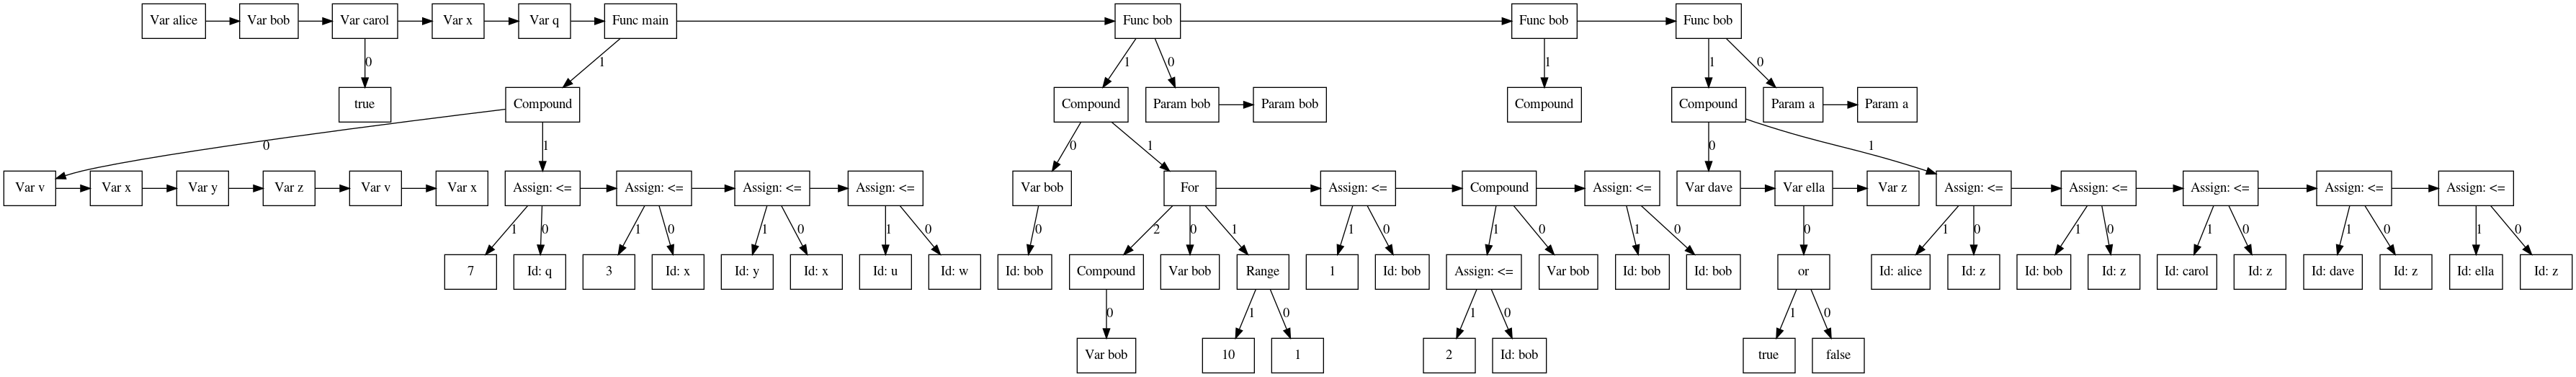 Var alice Var bob Var carol Var x Var q Func main Func bob Func bob Func bob
0 1 1 0 1 1 0
true Compound Compound Param bob Param bob Compound Compound Param a Param a
0 1 0 1 0 1
Var v Var x Var y Var z Var v Var x Assign: <= Assign: <= Assign: <= Assign: <= Var bob For Assign: <= Compound Assign: <= Var dave Var ella Var z Assign: <= Assign: <= Assign: <= Assign: <= Assign: <=
1 0 1 0 1 0 1 0 0 2 0 1 1 0 1 0 1 0 0 1 0 1 0 1 0 1 0 1 0
7 Id: q 3 Id: x Id: y Id: x Id: u Id: w Id: bob Compound Var bob Range 1 Id: bob Assign: <= Var bob Id: bob Id: bob or Id: alice Id: z Id: bob Id: z Id: carol Id: z Id: dave Id: z Id: ella Id: z
0 1 0 1 0 1 0
Var bob 10 1 2 Id: bob true false